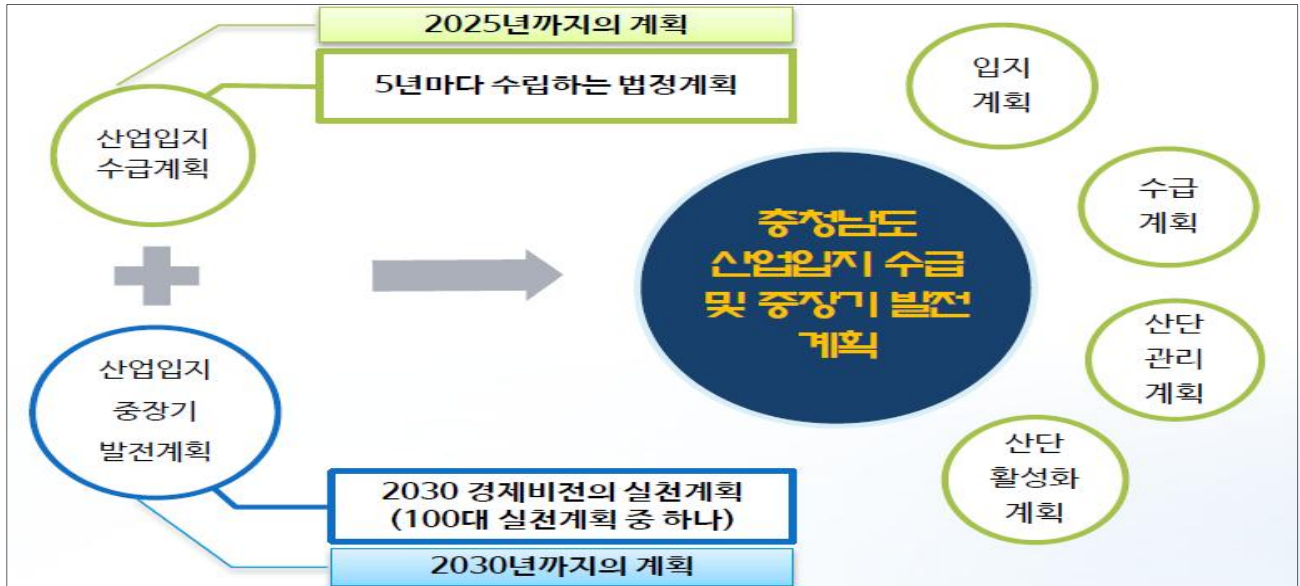 2025년까지의 계획
5년마다 수립하는 법정계획
산업입지
수급계획
산업입지
중장기
발전계획
2030 경제비전의 실천계획
(100대 실천계획 중 하나)
2030년까지의 계획
충청남도
산업입지 수급
및 중장기 발전
계획
입지
계획
수급
계획
산단
관리
계획
산단
활성화
계획